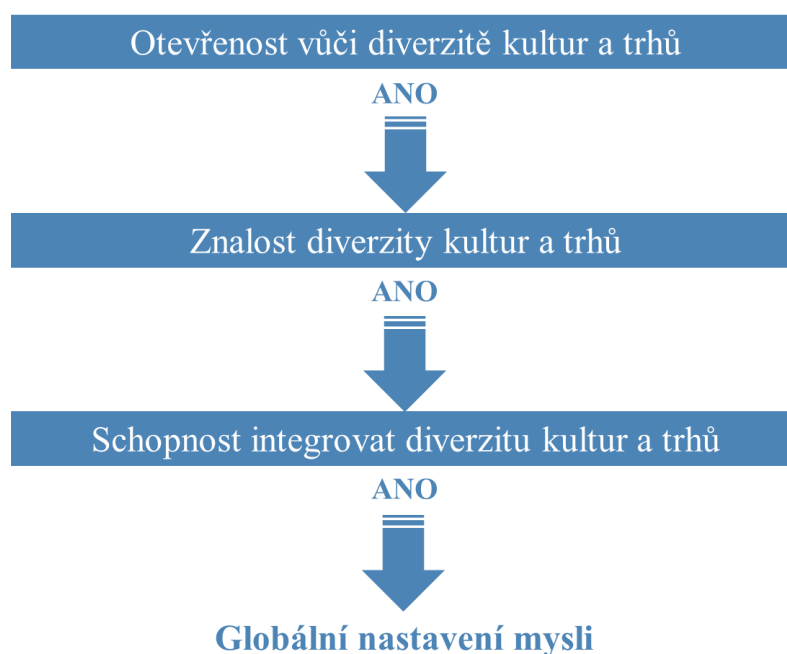 Otevřenost vůči diverzitě kultur a trhů
ANO
Znalost diverzity kultur a trhů
ANO
Schopnost integrovat diverzitu kultur a trhů
ANO
Globální nastavení mysli